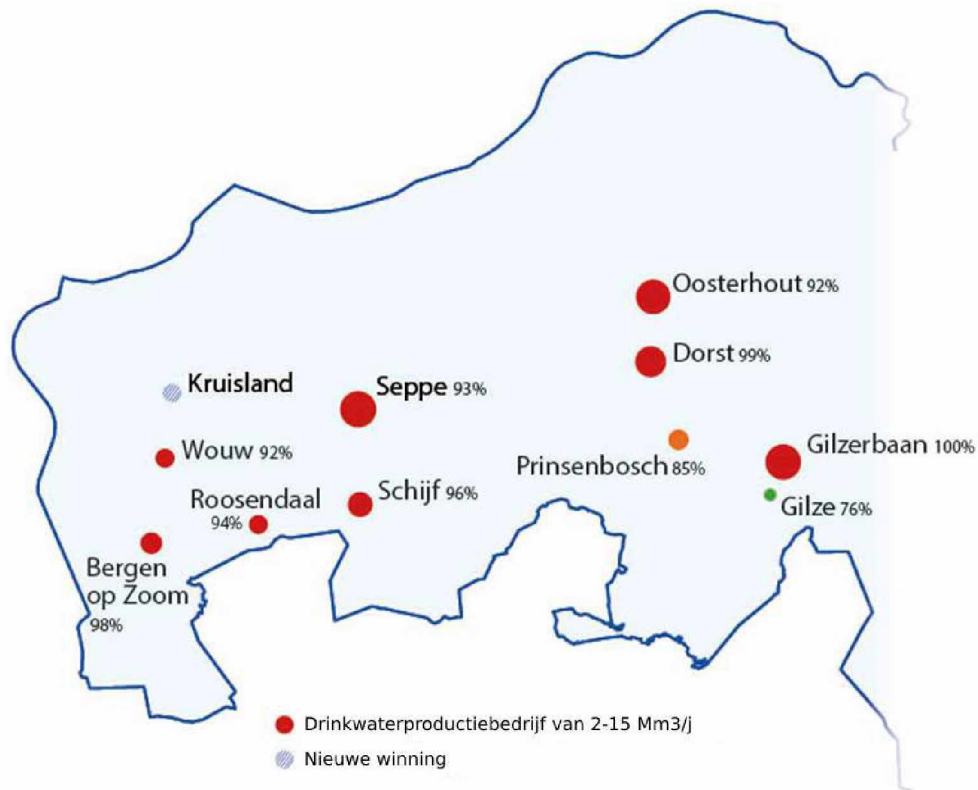 Oosterhout 92%
Dorst 99%
Kruisland
Seppe 93%
Wouw 92%
Gilzerbaan 100%
Prinsenbosch 85%
Roosendaal
94%
Schijf 96%
Gilze 76%
Bergen
op Zoom
98%
Drinkwaterproductiebedrijf van 2-15 Mm3/j
Nieuwe winning